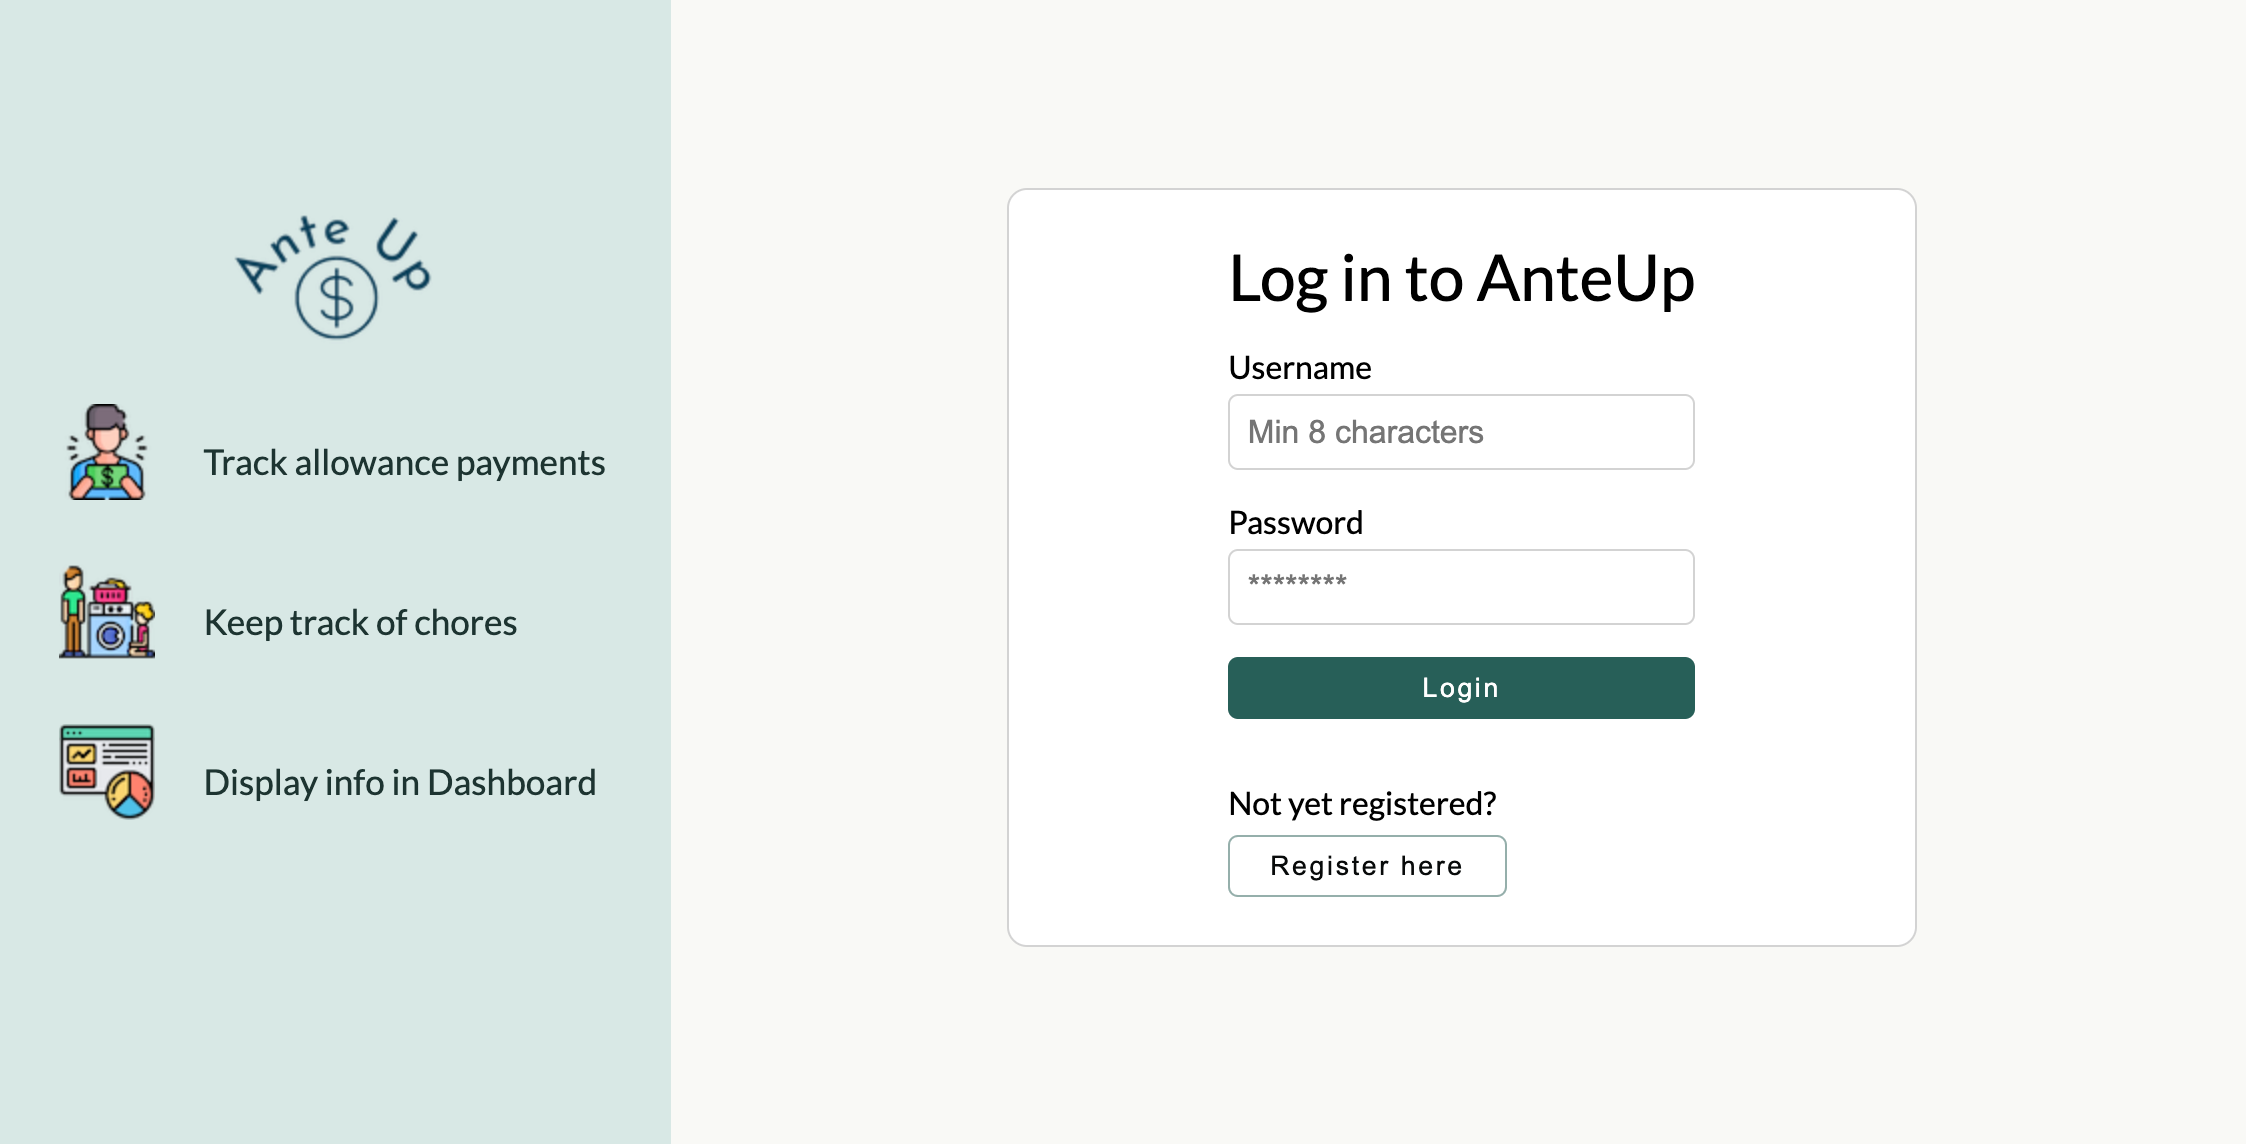 Ante Up
$
$
Track allowance payments
Keep track of chores
Display info in Dashboard
Log in to AnteUp
Username
Min 8 characters
Password
********
Login
Not yet registered?
Register here